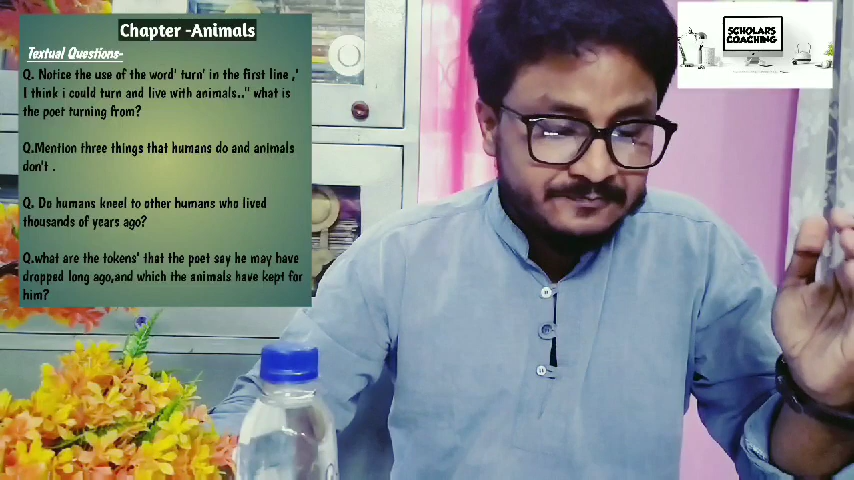 Chapter -Animals
Textual Questions-
Q. Notice the use of the word' turn' in the first line ,'
I think i could turn and live with animals.." what is
the poet turning from?
Q.Mention three things that humans do and animals
don't .
Q. Do humans kneel to other humans who lived
thousands of years ago?
Q.what are the tokens' that the poet say he may have
dropped long ago,and which the animals have kept for
him?
SCHOLARS
COACHING